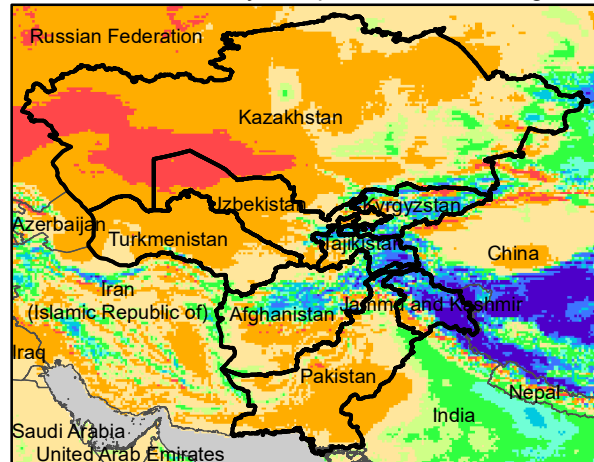 Russian Federation
Kazakhstan
Uzbekistan
Kyrgyzstan
Azerbaijan
Turkmenistan
Tajikistan
China
Iran
(Islamic Republic of)
Afghanistan
Jammu and Kashmir
Iraq
Pakistan
Nepal
India
Saudi Arabia
United Arab Emirates